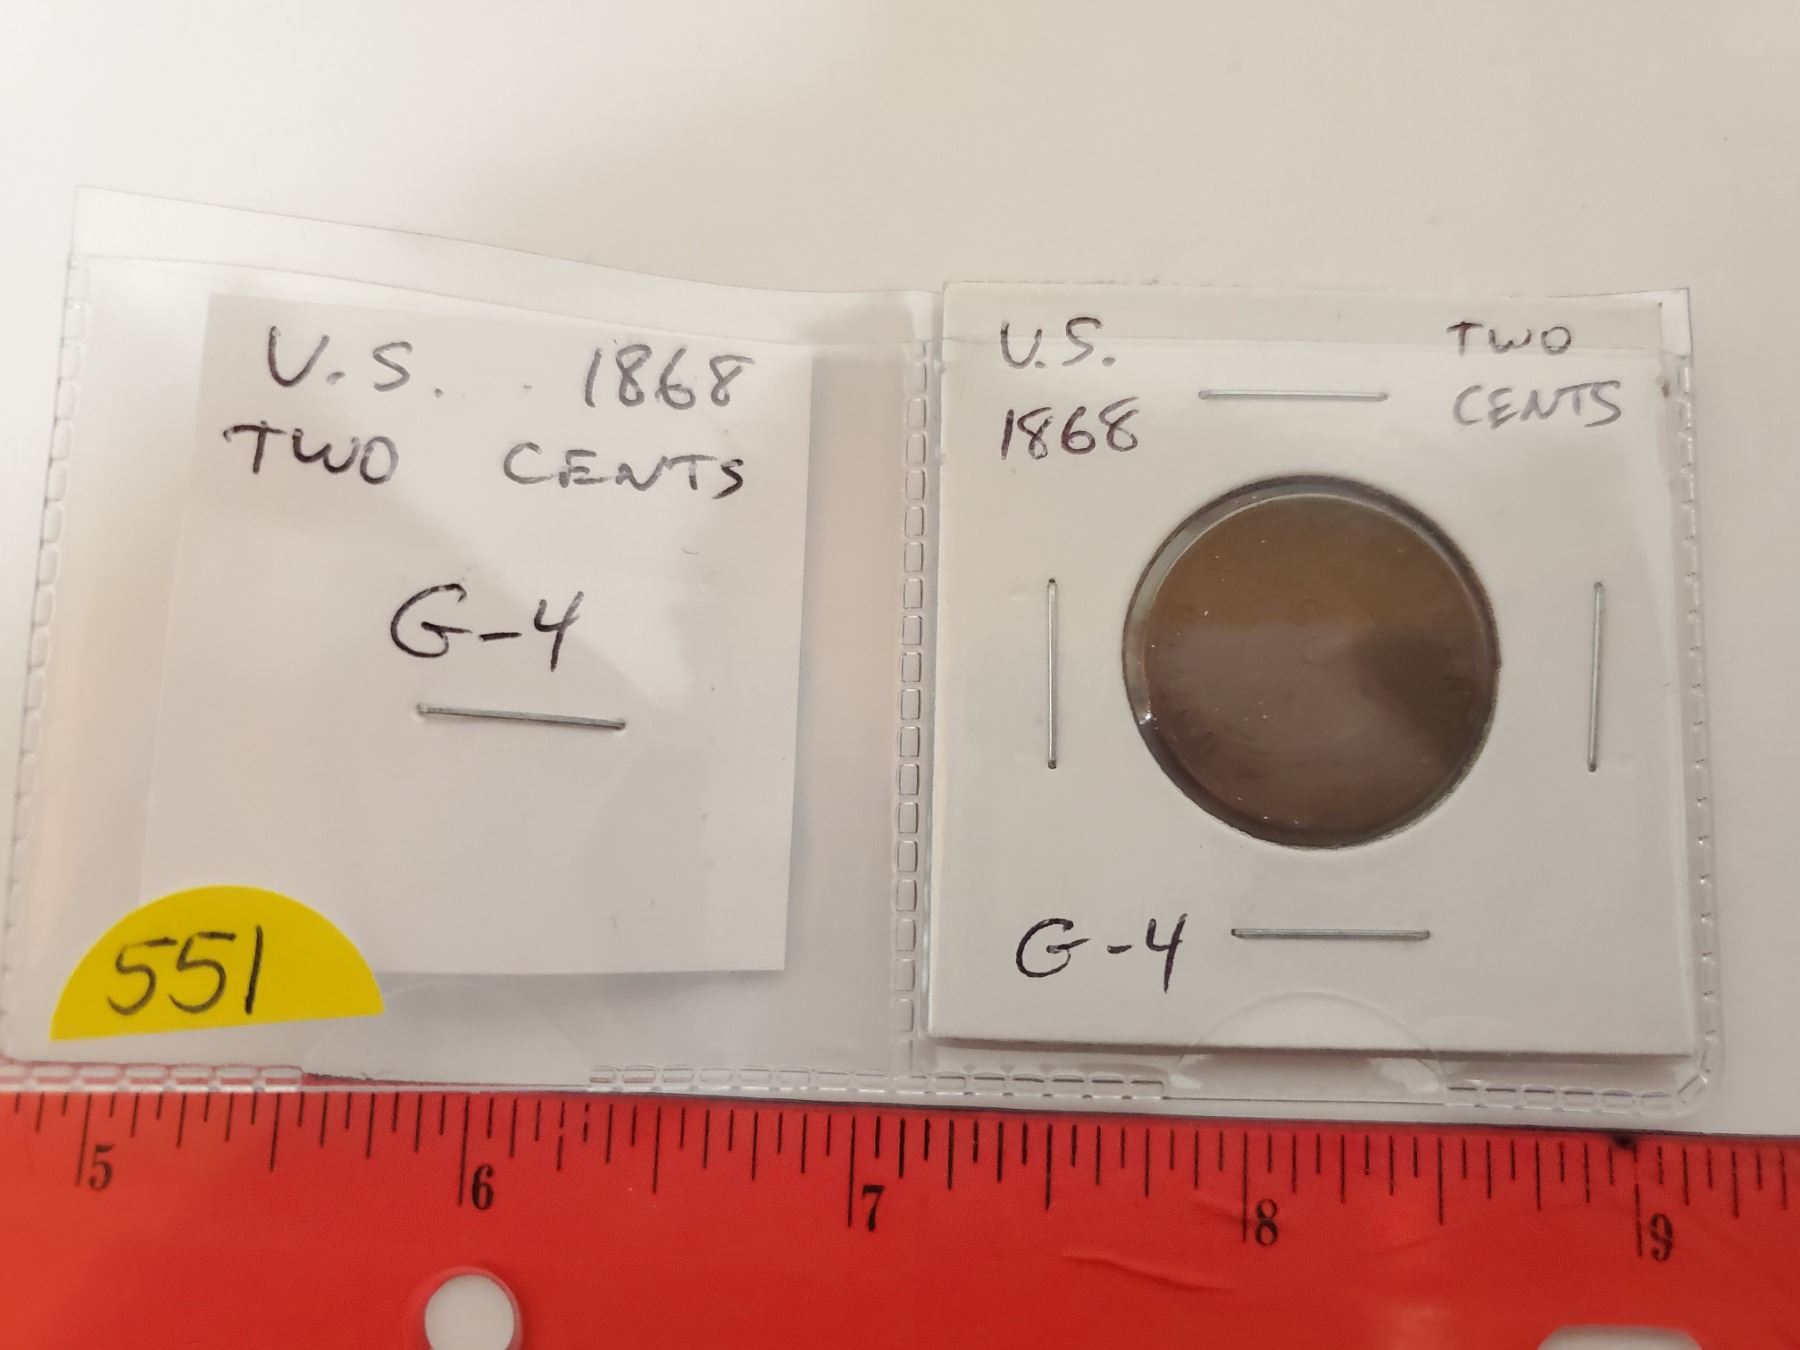 U.S. 1868
TWO CENTS
G-4
551
U.S. TWO
1868 CENTS
G-4
5 6 7 8 9